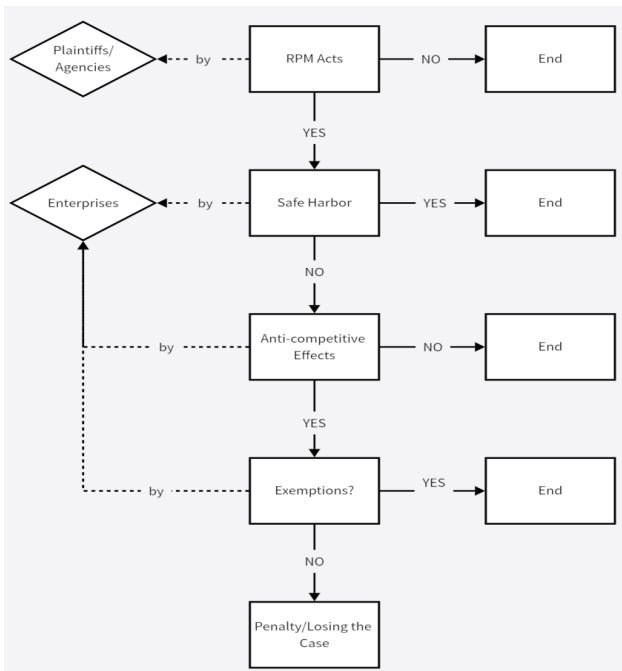 Plaintiffs/
Agencies
by
RPM Acts
NO
End
YES
Enterprises
by
Safe Harbor
YES
End
NO
by
Anti-competitive
Effects
NO
End
YES
by
Exemptions?
YES
End
NO
Penalty/Losing the
Case